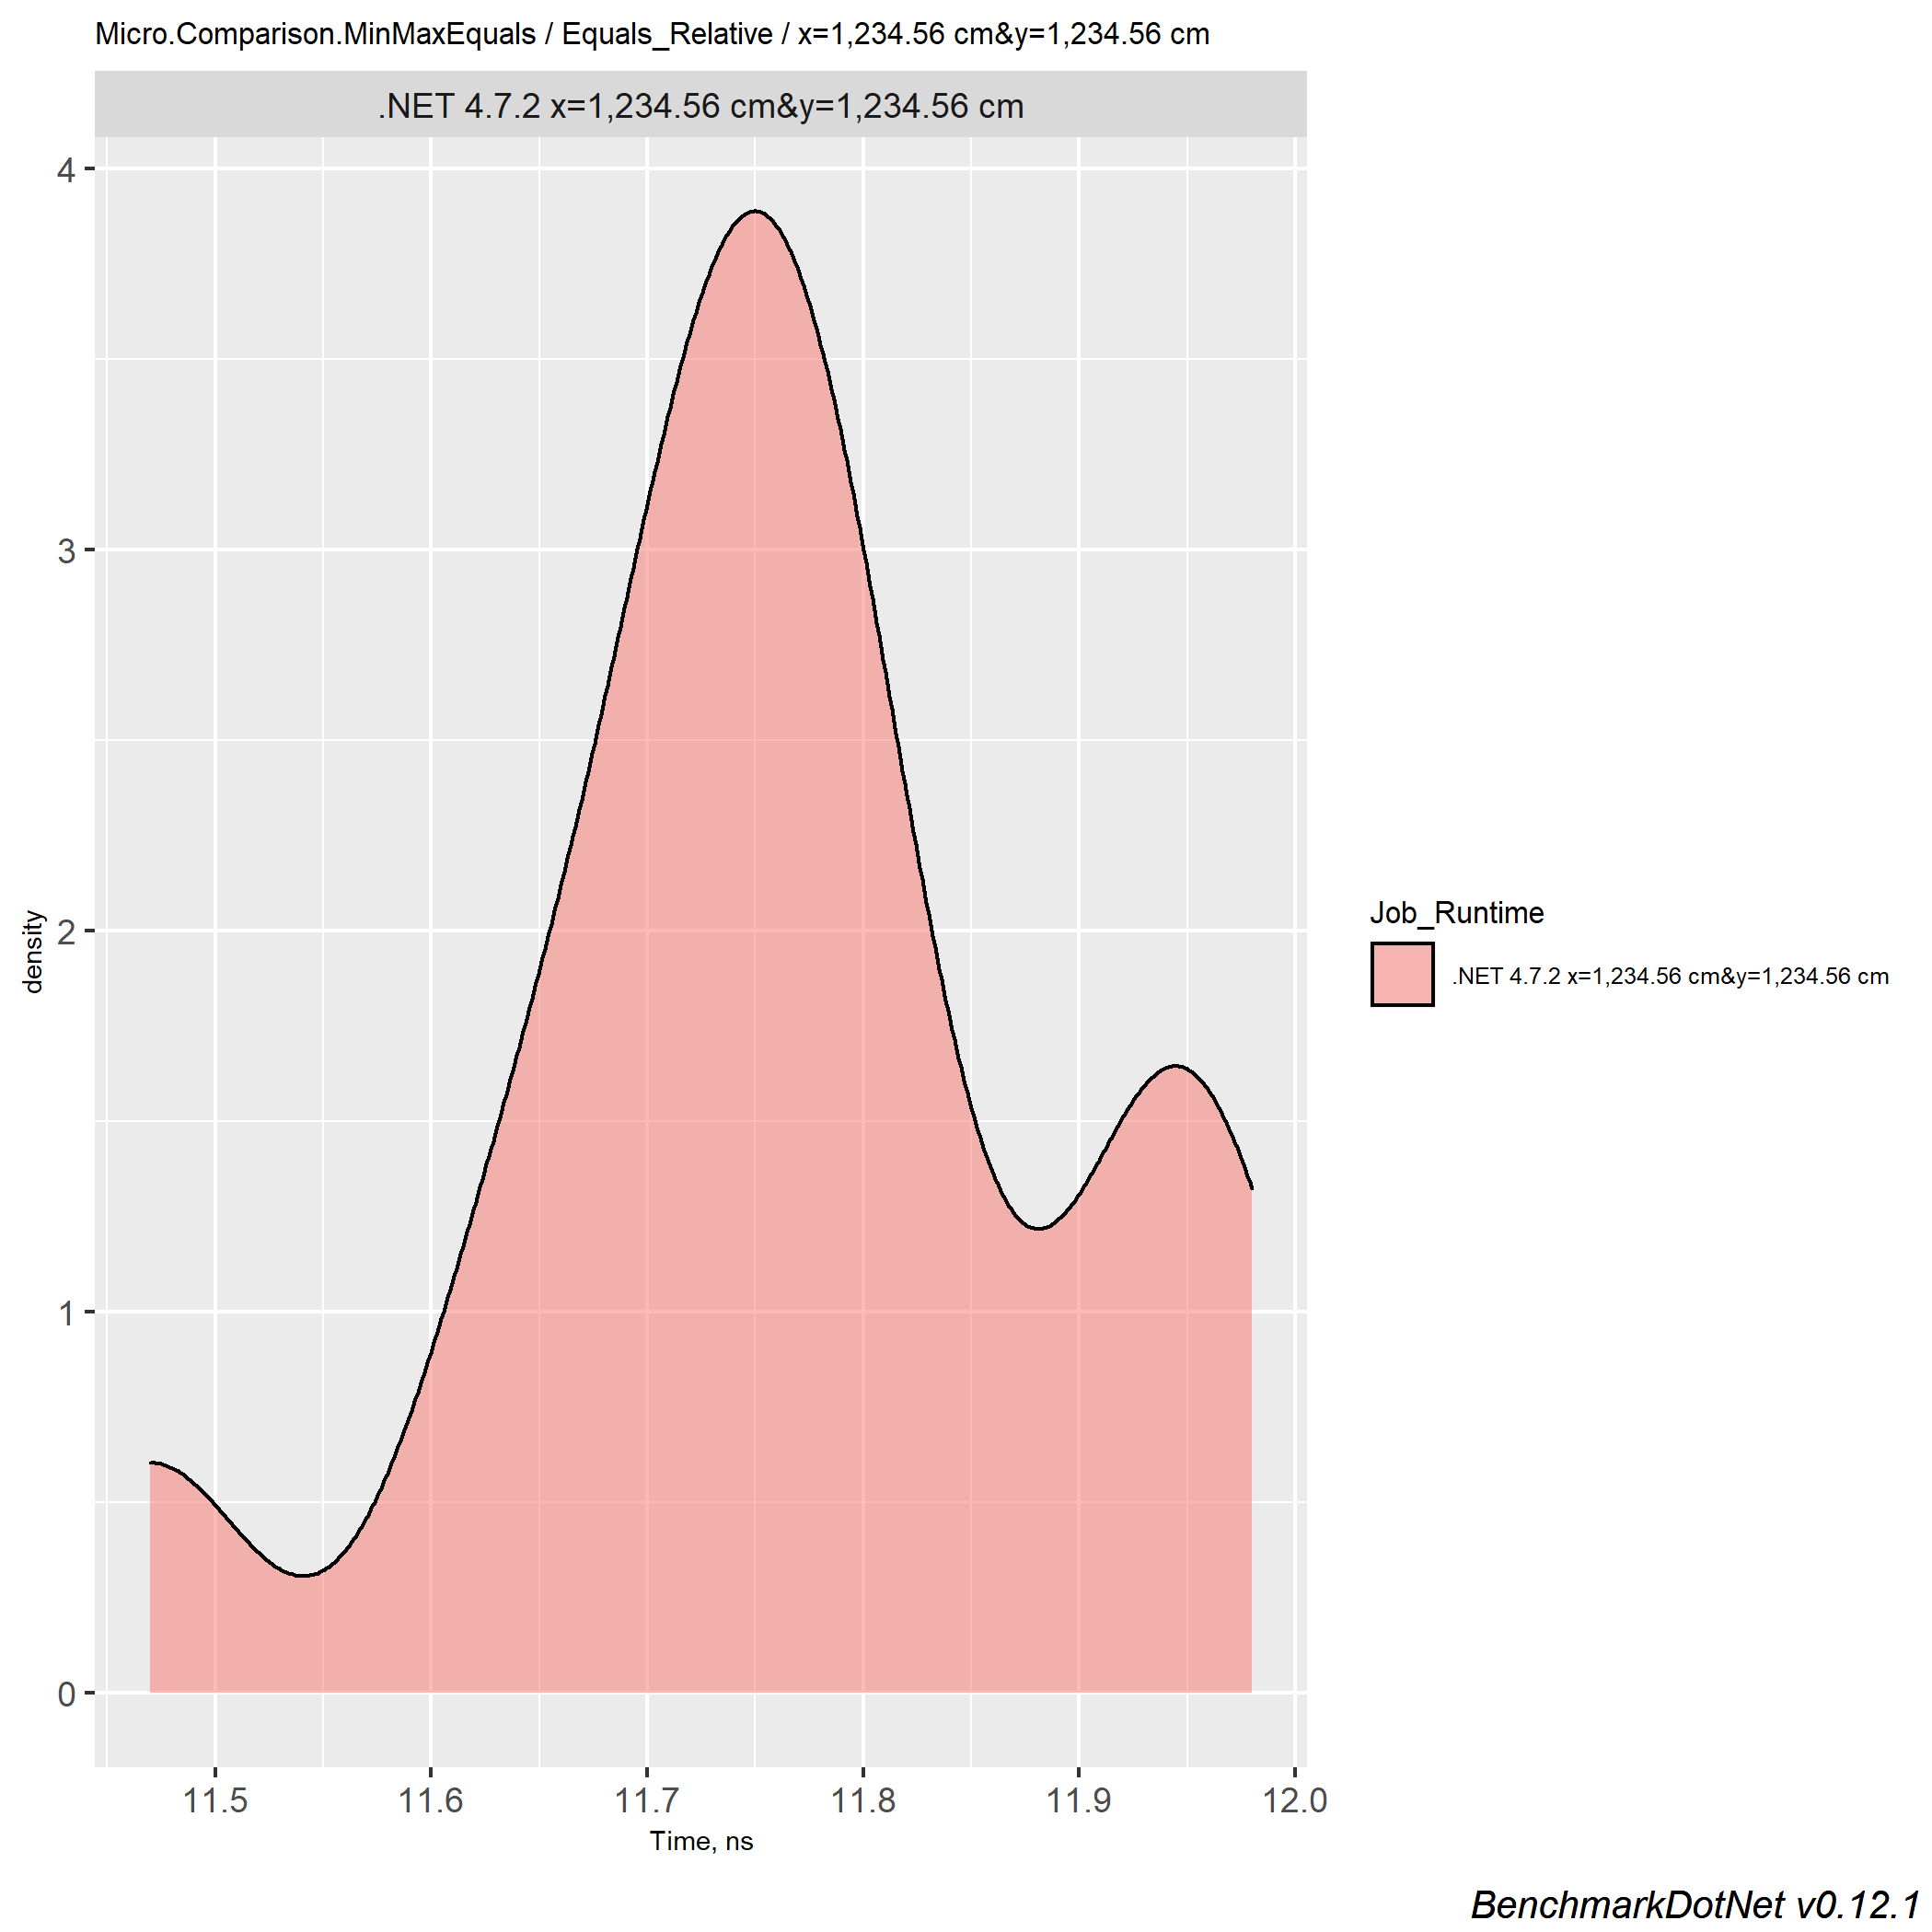 Micro.Comparison.MinMaxEquals / Equals_Relative / x=1,234.56 cm&y=1,234.56 cm
.NET 4.7.2 x=1,234.56 cm&y=1,234.56 cm
4
3
2
1
0
density
11.5 11.6 11.7 11.8 11.9 12.0
Time, ns
Job_Runtime
.NET 4.7.2 x=1,234.56 cm&y=1,234.56 cm
BenchmarkDotNet v0.12.1